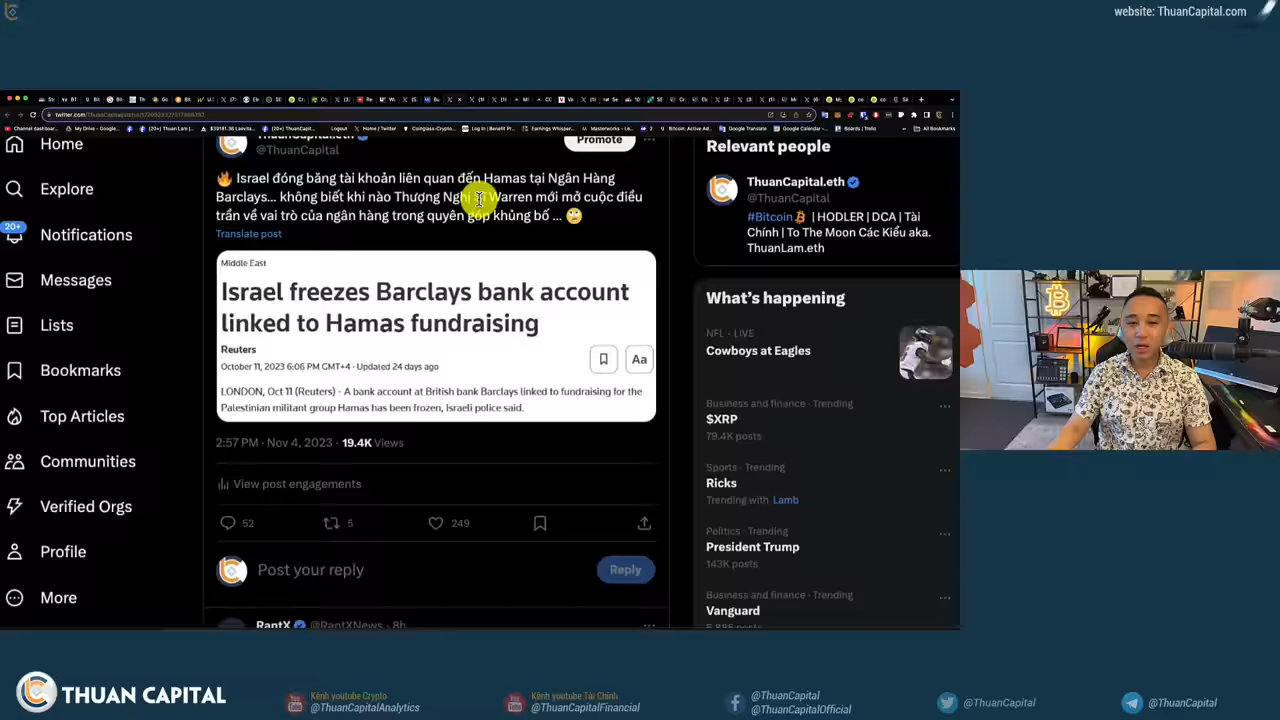 website: ThuanCapital.com
Home
Explore
20+
Notifications
Messages
Lists
Bookmarks
Top Articles
Communities
Verified Orgs
Profile
More
@ThuanCapital
Promote
🔥 Israel đóng băng tài khoản liên quan đến Hamas tại Ngân Hàng
Barclays... không biết khi nào Thượng Nghị Warren mới mở cuộc điều
trần về vai trò của ngân hàng trong quyên góp khủng bố ... 🙄
Translate post
Middle East
Israel freezes Barclays bank account
linked to Hamas fundraising
Reuters
October 11, 2023 6:06 PM GMT+4 · Updated 24 days ago
Aa
LONDON, Oct 11 (Reuters) - A bank account at British bank Barclays linked to fundraising for the
Palestinian militant group Hamas has been frozen, Israeli police said.
2:57 PM · Nov 4, 2023 · 19.4K Views
View post engagements
52
5
249
Post your reply
Reply
RantX @RantXNews · 8h
Relevant people
ThuanCapital.eth
@ThuanCapital
#Bitcoin | HODLER | DCA | Tài
Chính | To The Moon Các Kiểu aka.
ThuanLam.eth
What's happening
NFL · LIVE
Cowboys at Eagles
Business and finance · Trending
$XRP
79.4K posts
Sports · Trending
Ricks
Trending with Lamb
Politics · Trending
President Trump
143K posts
Business and finance · Trending
Vanguard
THUAN CAPITAL
Kênh youtube Crypto
@ThuanCapitalAnalytics
Kênh youtube Tài Chính
@ThuanCapitalFinancial
@ThuanCapital
@ThuanCapitalOfficial
@ThuanCapital
@ThuanCapital